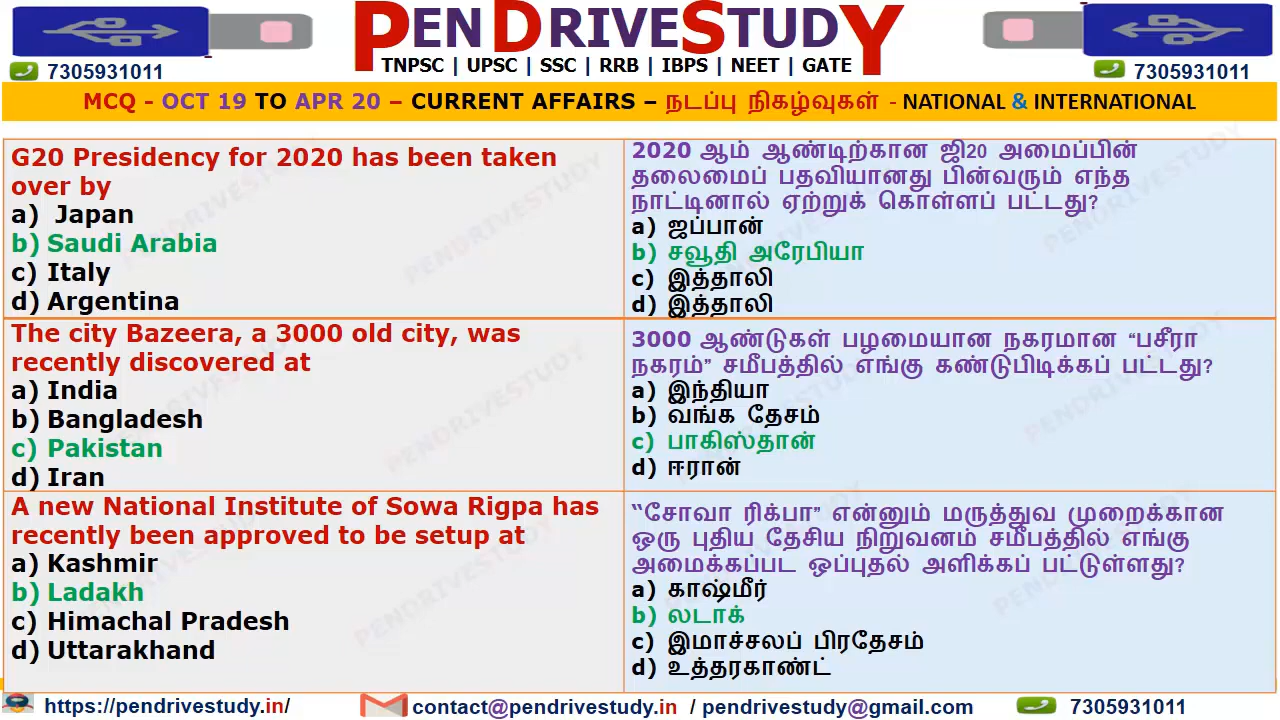 PENDRIVESTUDY
TNPSC | UPSC | SSC | RRB | IBPS | NEET | GATE
7305931011
7305931011
MCQ - OCT 19 TO APR 20 – CURRENT AFFAIRS – நடப்பு நிகழ்வுகள் - NATIONAL & INTERNATIONAL
G20 Presidency for 2020 has been taken
over by
a) Japan
b) Saudi Arabia
c) Italy
d) Argentina
2020 ஆம் ஆண்டிற்கான ஜி20 அமைப்பின்
தலைமைப் பதவியானது பின்வரும் எந்த
நாட்டினால் ஏற்றுக் கொள்ளப் பட்டது?
a) ஜப்பான்
b) சவூதி அரேபியா
c) இத்தாலி
d) இத்தாலி
The city Bazeera, a 3000 old city, was
recently discovered at
a) India
b) Bangladesh
c) Pakistan
d) Iran
3000 ஆண்டுகள் பழமையான நகரமான “பசீரா
நகரம்” சமீபத்தில் எங்கு கண்டுபிடிக்கப் பட்டது?
a) இந்தியா
b) வங்க தேசம்
c) பாகிஸ்தான்
d) ஈரான்
A new National Institute of Sowa Rigpa has
recently been approved to be setup at
a) Kashmir
b) Ladakh
c) Himachal Pradesh
d) Uttarakhand
“சோவா ரிக்பா” என்னும் மருத்துவ முறைக்கான
ஒரு புதிய தேசிய நிறுவனம் சமீபத்தில் எங்கு
அமைக்கப்பட ஒப்புதல் அளிக்கப் பட்டுள்ளது?
a) காஷ்மீர்
b) லடாக்
c) இமாச்சலப் பிரதேசம்
d) உத்தரகாண்ட்
https://pendrivestudy.in/
contact@pendrivestudy.in / pendrivestudy@gmail.com
7305931011